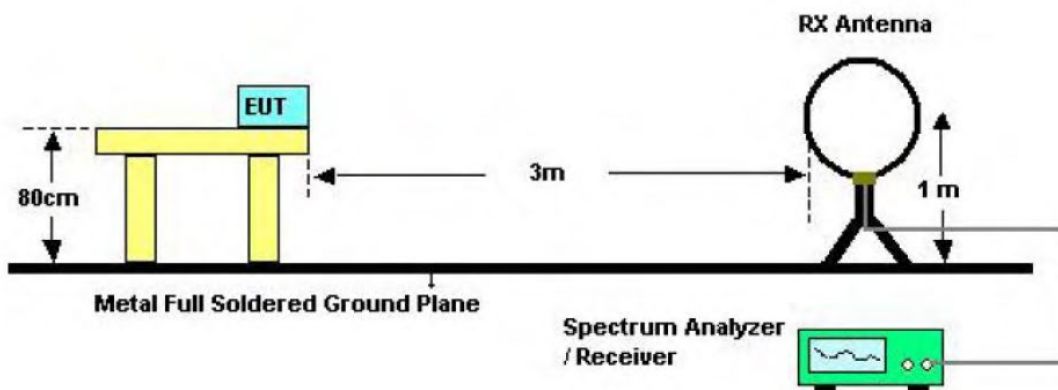 RX Antenna
EUT
3m
80cm
1 m
Metal Full Soldered Ground Plane
Spectrum Analyzer
/ Receiver